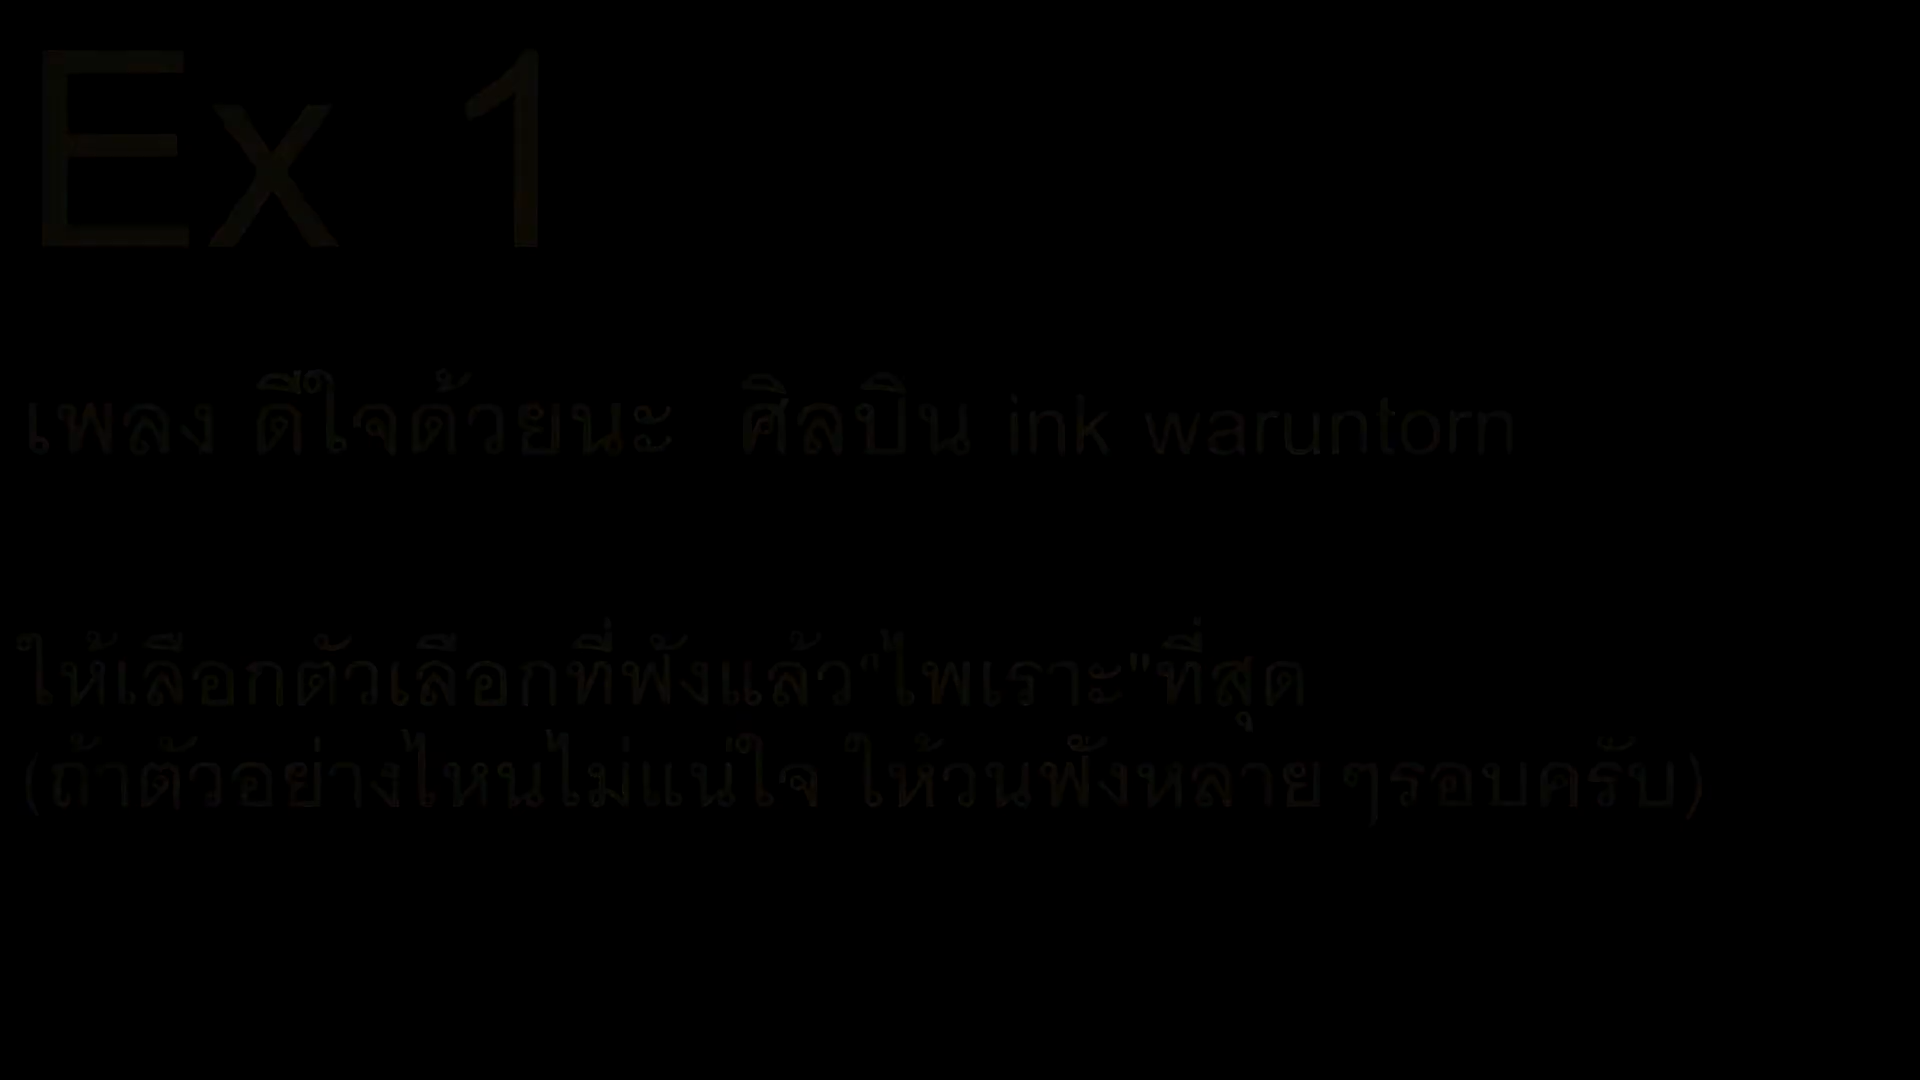 Ex 1
เพลง ดีใจด้วยนะ ศิลปิน ink waruntorn
ให้เลือกตัวเลือกที่ฟังแล้ว"ไพเราะ"ที่สุด
(ถ้าตัวอย่างไหนไม่แน่ใจ ให้วนฟังหลายๆรอบครับ)